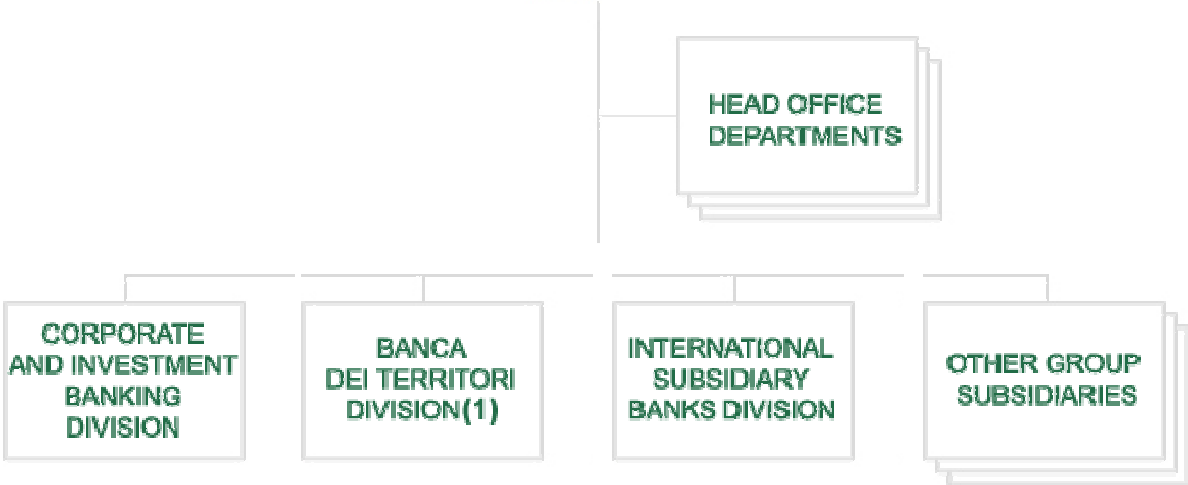 HEAD OFFICE
DEPARTMENTS
CORPORATE
AND INVESTMENT
BANKING
DIVISION
BANCA
DEI TERRITORI
DIVISION(1)
INTERNATIONAL
SUBSIDIARY
BANKS DIVISION
OTHER GROUP
SUBSIDIARIES